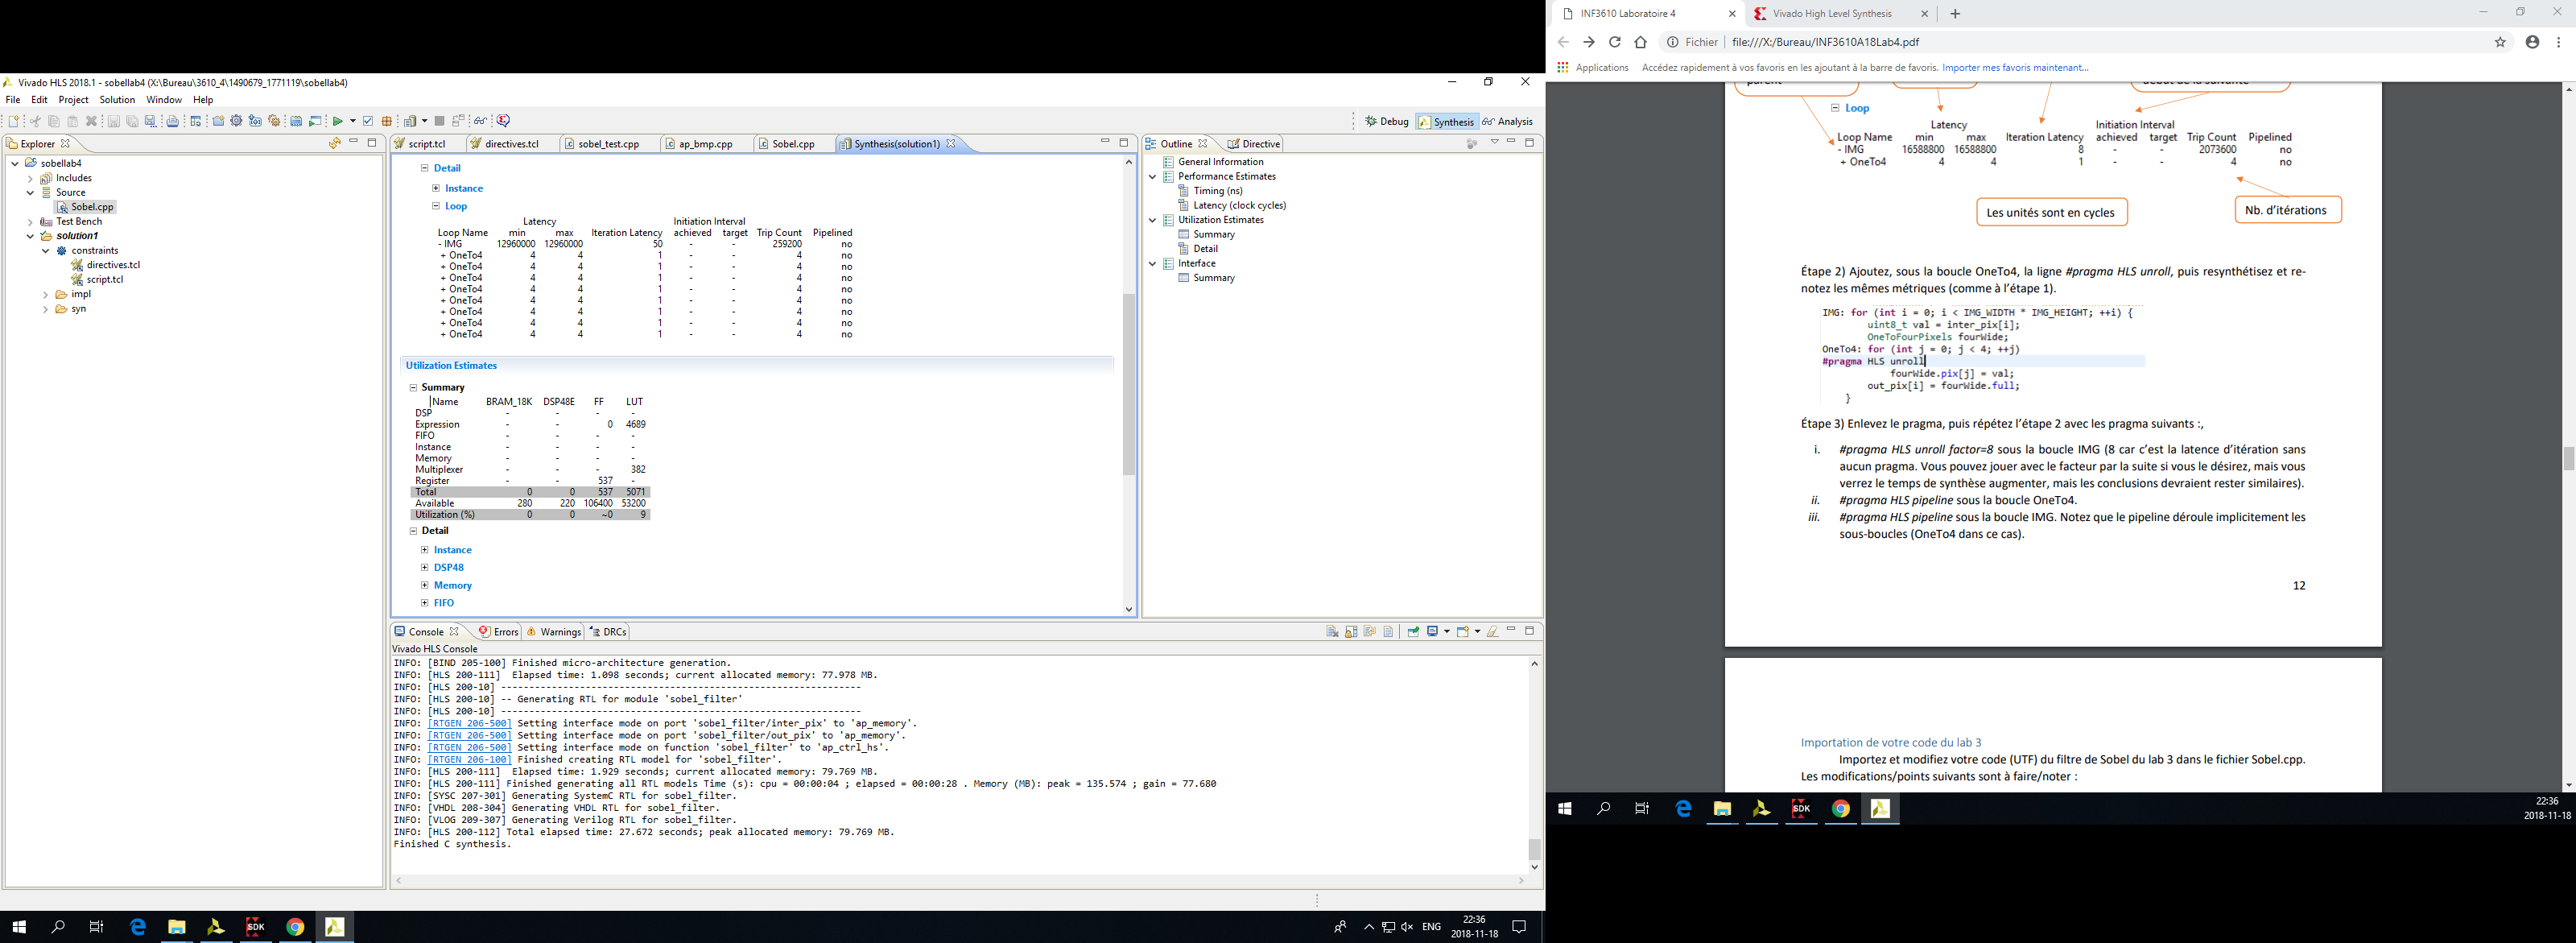 Vivado HLS 2018.1 - sobellab4 (X:\Bureau\3610_4\1490679_1771119\sobellab4)
File Edit Project Solution Window Help
Debug Synthesis Analysis
Explorer
sobellab4
Includes
Source
Sobel.cpp
Test Bench
solution1
constraints
directives.tcl
script.tcl
impl
syn
script.tcl directives.tcl sobel_test.cpp ap_bmp.cpp Sobel.cpp Synthesis(solution1)
Detail
Instance
Loop
Latency Initiation Interval
Loop Name min max Iteration Latency achieved target Trip Count Pipelined
- IMG 12960000 12960000 50 - - 259200 no
+ OneTo4 4 4 1 - - 4 no
+ OneTo4 4 4 1 - - 4 no
+ OneTo4 4 4 1 - - 4 no
+ OneTo4 4 4 1 - - 4 no
+ OneTo4 4 4 1 - - 4 no
+ OneTo4 4 4 1 - - 4 no
+ OneTo4 4 4 1 - - 4 no
+ OneTo4 4 4 1 - - 4 no
Utilization Estimates
Summary
Name BRAM_18K DSP48E FF LUT
DSP - - - -
Expression - - 0 4689
FIFO - - - -
Instance - - - -
Memory - - - -
Multiplexer - - - 382
Register - - 537 -
Total 0 0 537 5071
Available 280 220 106400 53200
Utilization (%) 0 0 ~0 9
Detail
Instance
DSP48
Memory
FIFO
Outline Directive
General Information
Performance Estimates
Timing (ns)
Latency (clock cycles)
Utilization Estimates
Summary
Detail
Interface
Summary
Console Errors Warnings DRCs
Vivado HLS Console
INFO: [BIND 205-100] Finished micro-architecture generation.
INFO: [HLS 200-111]  Elapsed time: 1.098 seconds; current allocated memory: 77.978 MB.
INFO: [HLS 200-10] ----------------------------------------------------------------
INFO: [HLS 200-10] -- Generating RTL for module 'sobel_filter'
INFO: [HLS 200-10] ----------------------------------------------------------------
INFO: [RTGEN 206-500] Setting interface mode on port 'sobel_filter/inter_pix' to 'ap_memory'.
INFO: [RTGEN 206-500] Setting interface mode on port 'sobel_filter/out_pix' to 'ap_memory'.
INFO: [RTGEN 206-500] Setting interface mode on function 'sobel_filter' to 'ap_ctrl_hs'.
INFO: [RTGEN 206-100] Finished creating RTL model for 'sobel_filter'.
INFO: [HLS 200-111]  Elapsed time: 1.929 seconds; current allocated memory: 79.769 MB.
INFO: [HLS 200-111] Finished generating all RTL models Time (s): cpu = 00:00:04 ; elapsed = 00:00:28 . Memory (MB): peak = 135.574 ; gain = 77.680
INFO: [SYSC 207-301] Generating SystemC RTL for sobel_filter.
INFO: [VHDL 208-304] Generating VHDL RTL for sobel_filter.
INFO: [VLOG 209-307] Generating Verilog RTL for sobel_filter.
INFO: [HLS 200-112] Total elapsed time: 27.672 seconds; peak allocated memory: 79.769 MB.
Finished C synthesis.
SDK
ENG
22:36
2018-11-18
INF3610 Laboratoire 4
Vivado High Level Synthesis
Fichier | file:///X:/Bureau/INF3610A18Lab4.pdf
Applications Accédez rapidement à vos favoris en les ajoutant à la barre de favoris. Importer mes favoris maintenant...
parent
début de la suivante
Loop
Latency Initiation Interval
Loop Name min max Iteration Latency achieved target Trip Count Pipelined
- IMG 16588800 16588800 8 - - 2073600 no
+ OneTo4 4 4 1 - - 4 no
Les unités sont en cycles
Nb. d'itérations
Étape 2) Ajoutez, sous la boucle OneTo4, la ligne #pragma HLS unroll, puis resynthétisez et re-
notez les mêmes métriques (comme à l'étape 1).
IMG: for (int i = 0; i < IMG_WIDTH * IMG_HEIGHT; ++i) {
uint8_t val = inter_pix[i];
OneToFourPixels fourWide;
OneTo4: for (int j = 0; j < 4; ++j)
#pragma HLS unroll
fourWide.pix[j] = val;
out_pix[i] = fourWide.full;
}
Étape 3) Enlevez le pragma, puis répétez l'étape 2 avec les pragma suivants :,
i. #pragma HLS unroll factor=8 sous la boucle IMG (8 car c'est la latence d'itération sans
aucun pragma. Vous pouvez jouer avec le facteur par la suite si vous le désirez, mais vous
verrez le temps de synthèse augmenter, mais les conclusions devraient rester similaires).
ii. #pragma HLS pipeline sous la boucle OneTo4.
iii. #pragma HLS pipeline sous la boucle IMG. Notez que le pipeline déroule implicitement les
sous-boucles (OneTo4 dans ce cas).
12
Importation de votre code du lab 3
Importez et modifiez votre code (UTF) du filtre de Sobel du lab 3 dans le fichier Sobel.cpp.
Les modifications/points suivants sont à faire/noter :
SDK
22:36
2018-11-18